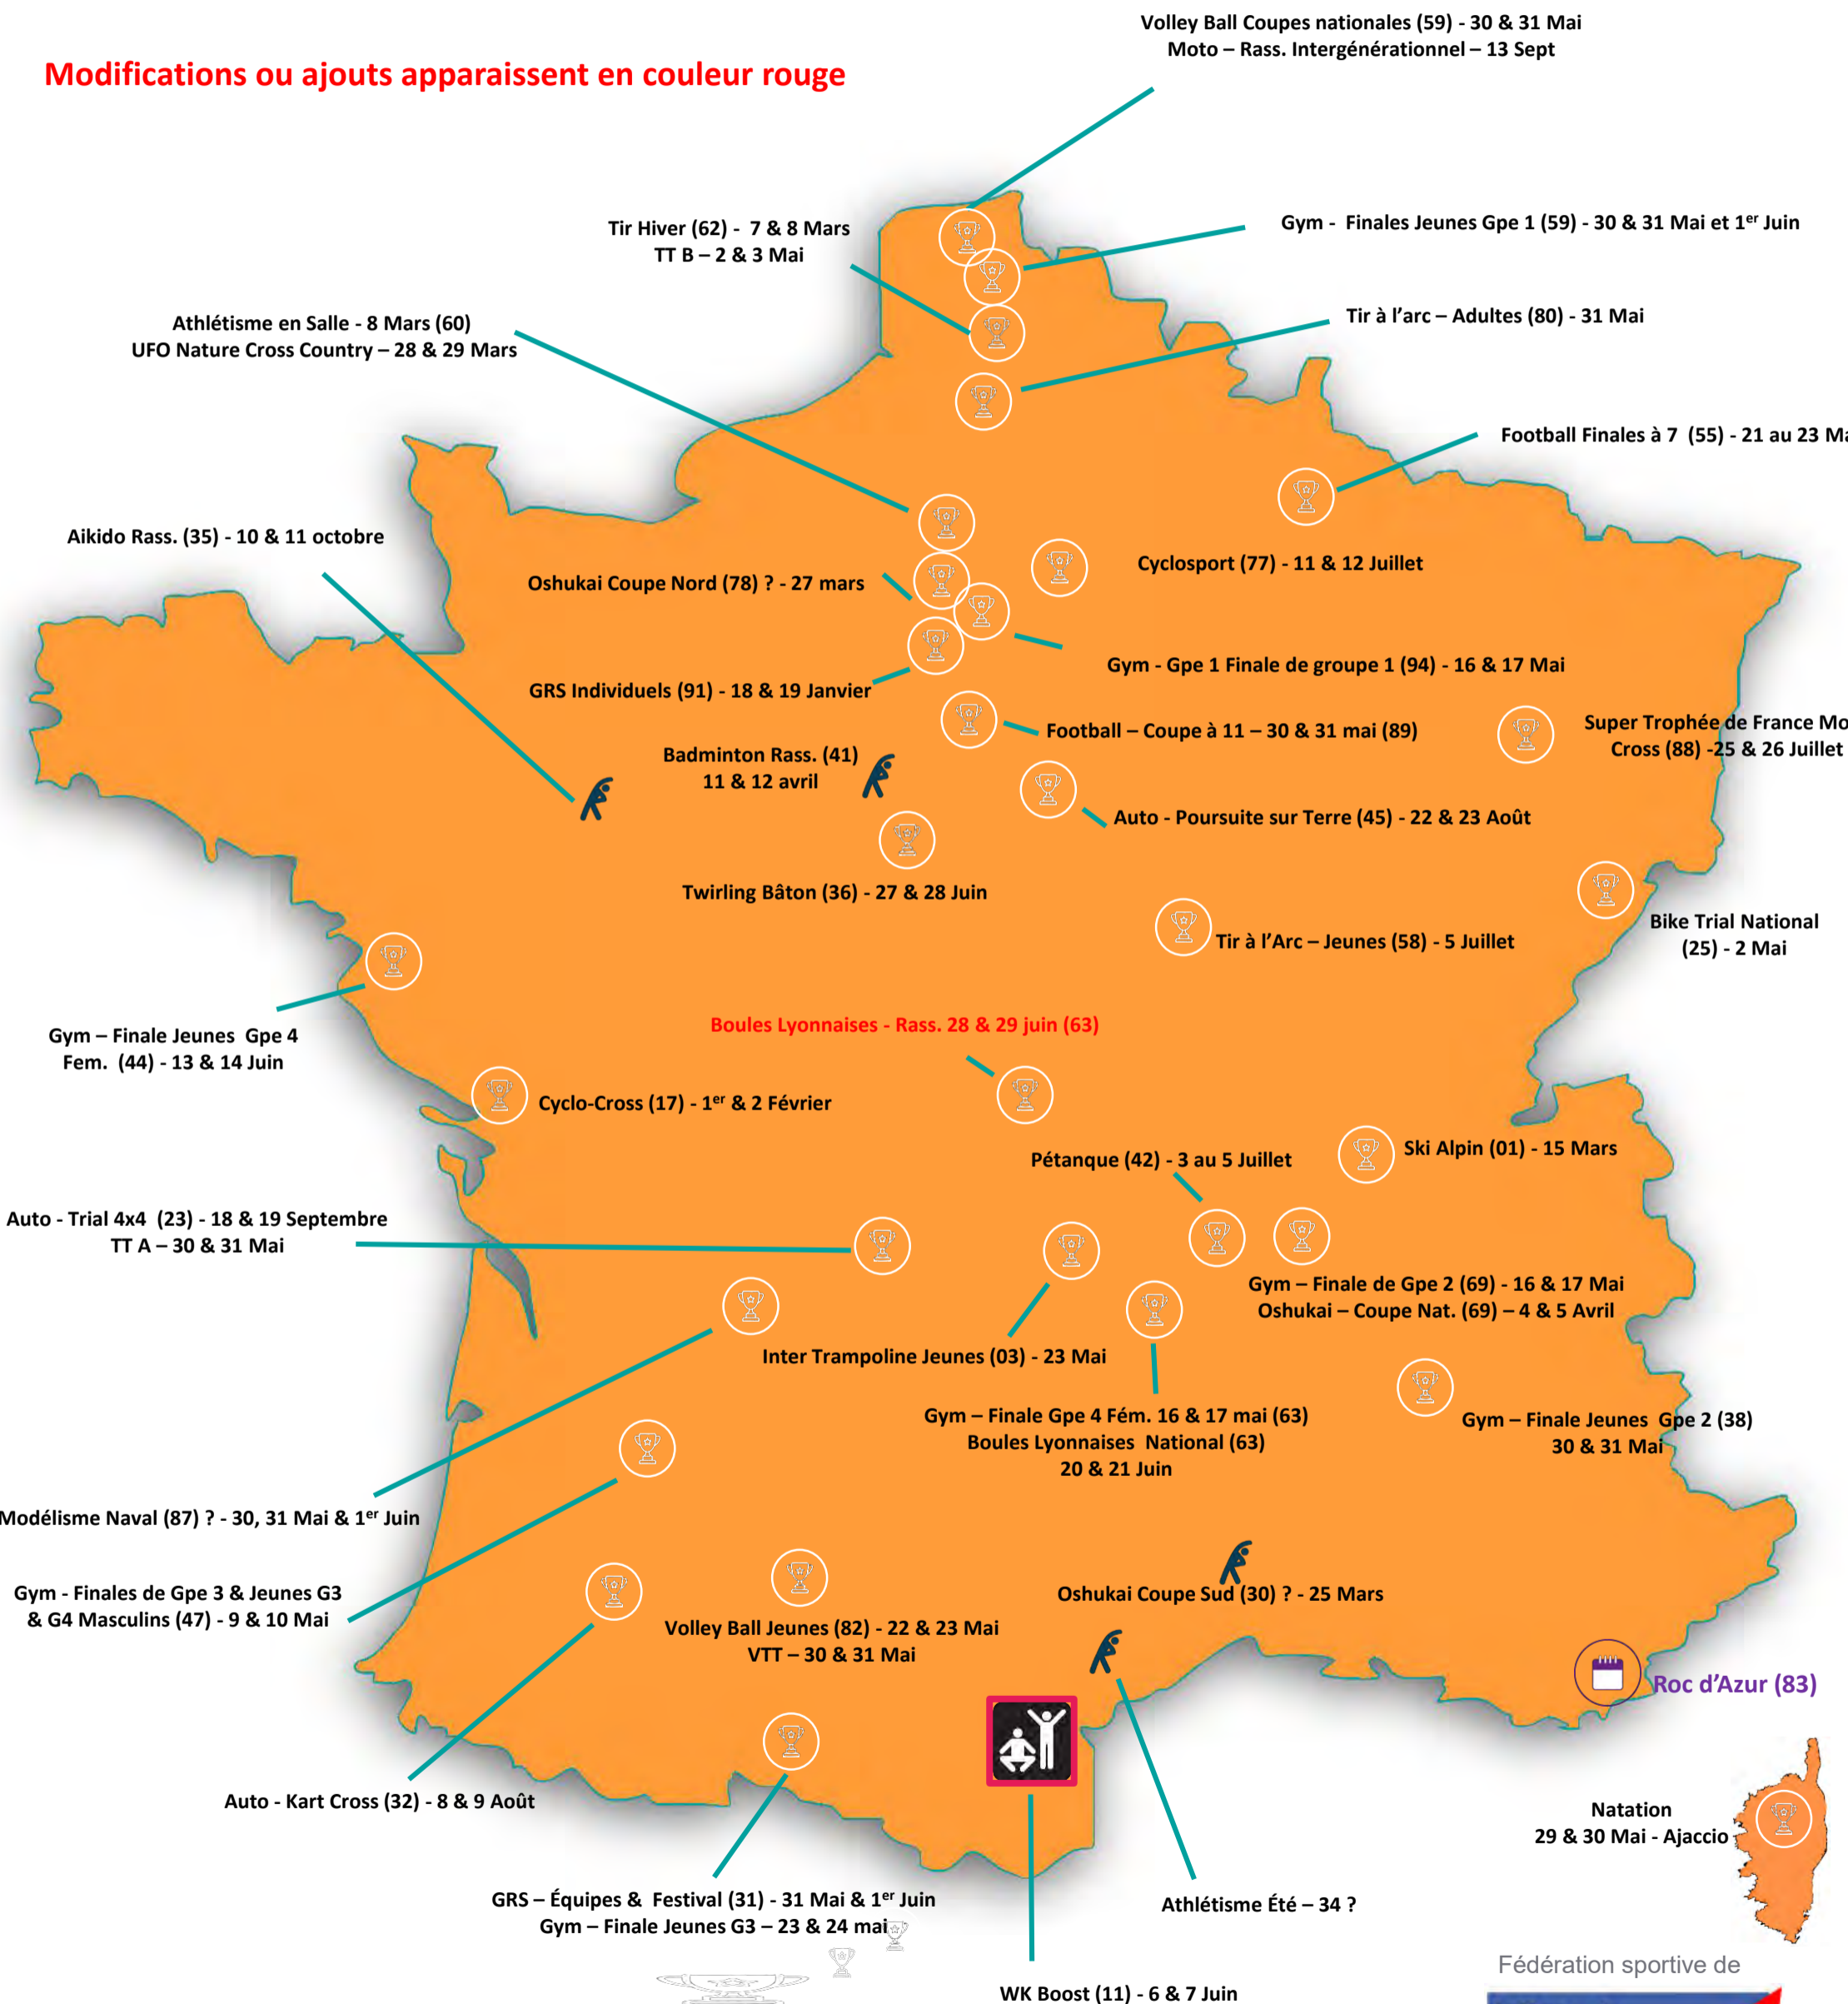 Volley Ball Coupes nationales (59) - 30 & 31 Mai
Moto – Rass. Intergénérationnel – 13 Sept
Modifications ou ajouts apparaissent en couleur rouge
Tir Hiver (62) - 7 & 8 Mars
TT B – 2 & 3 Mai
Gym - Finales Jeunes Gpe 1 (59) - 30 & 31 Mai et 1er Juin
Athlétisme en Salle - 8 Mars (60)
UFO Nature Cross Country – 28 & 29 Mars
Tir à l'arc – Adultes (80) - 31 Mai
Football Finales à 7 (55) - 21 au 23 Ma
Aikido Rass. (35) - 10 & 11 octobre
Cyclosport (77) - 11 & 12 Juillet
Oshukai Coupe Nord (78) ? - 27 mars
Gym - Gpe 1 Finale de groupe 1 (94) - 16 & 17 Mai
GRS Individuels (91) - 18 & 19 Janvier
Football – Coupe à 11 – 30 & 31 mai (89)
Super Trophée de France Mo
Cross (88) -25 & 26 Juillet
Badminton Rass. (41)
11 & 12 avril
Auto - Poursuite sur Terre (45) - 22 & 23 Août
Twirling Bâton (36) - 27 & 28 Juin
Tir à l'Arc – Jeunes (58) - 5 Juillet
Bike Trial National
(25) - 2 Mai
Gym – Finale Jeunes Gpe 4
Fem. (44) - 13 & 14 Juin
Boules Lyonnaises - Rass. 28 & 29 juin (63)
Cyclo-Cross (17) - 1er & 2 Février
Pétanque (42) - 3 au 5 Juillet
Ski Alpin (01) - 15 Mars
Auto - Trial 4x4 (23) - 18 & 19 Septembre
TT A – 30 & 31 Mai
Gym – Finale de Gpe 2 (69) - 16 & 17 Mai
Oshukai – Coupe Nat. (69) – 4 & 5 Avril
Inter Trampoline Jeunes (03) - 23 Mai
Gym – Finale Gpe 4 Fém. 16 & 17 mai (63)
Boules Lyonnaises National (63)
20 & 21 Juin
Gym – Finale Jeunes Gpe 2 (38)
30 & 31 Mai
Modélisme Naval (87) ? - 30, 31 Mai & 1er Juin
Gym - Finales de Gpe 3 & Jeunes G3
& G4 Masculins (47) - 9 & 10 Mai
Oshukai Coupe Sud (30) ? - 25 Mars
Volley Ball Jeunes (82) - 22 & 23 Mai
VTT – 30 & 31 Mai
Roc d'Azur (83)
Auto - Kart Cross (32) - 8 & 9 Août
Natation
29 & 30 Mai - Ajaccio
GRS – Équipes & Festival (31) - 31 Mai & 1er Juin
Gym – Finale Jeunes G3 – 23 & 24 mai
Athlétisme Été – 34 ?
WK Boost (11) - 6 & 7 Juin
Fédération sportive de